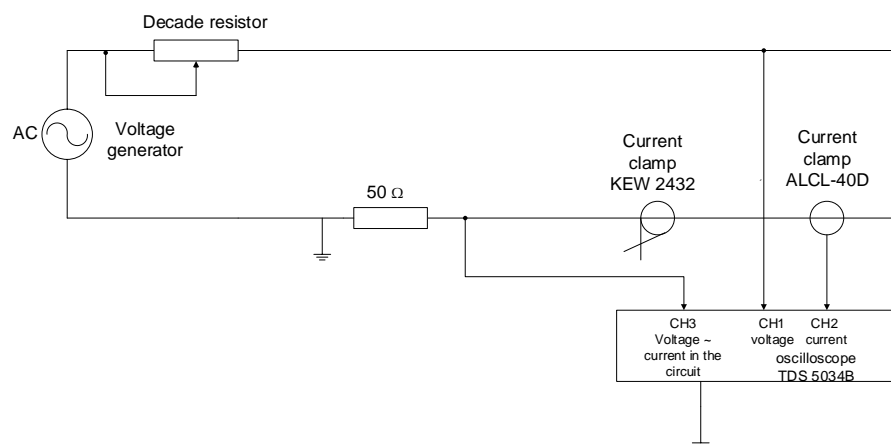 Decade resistor
AC
Voltage
generator
Current
clamp
KEW 2432
Current
clamp
ALCL-40D
50 Ω
CH3
Voltage ~
current in the
circuit
CH1
voltage
CH2
current
oscilloscope
TDS 5034B